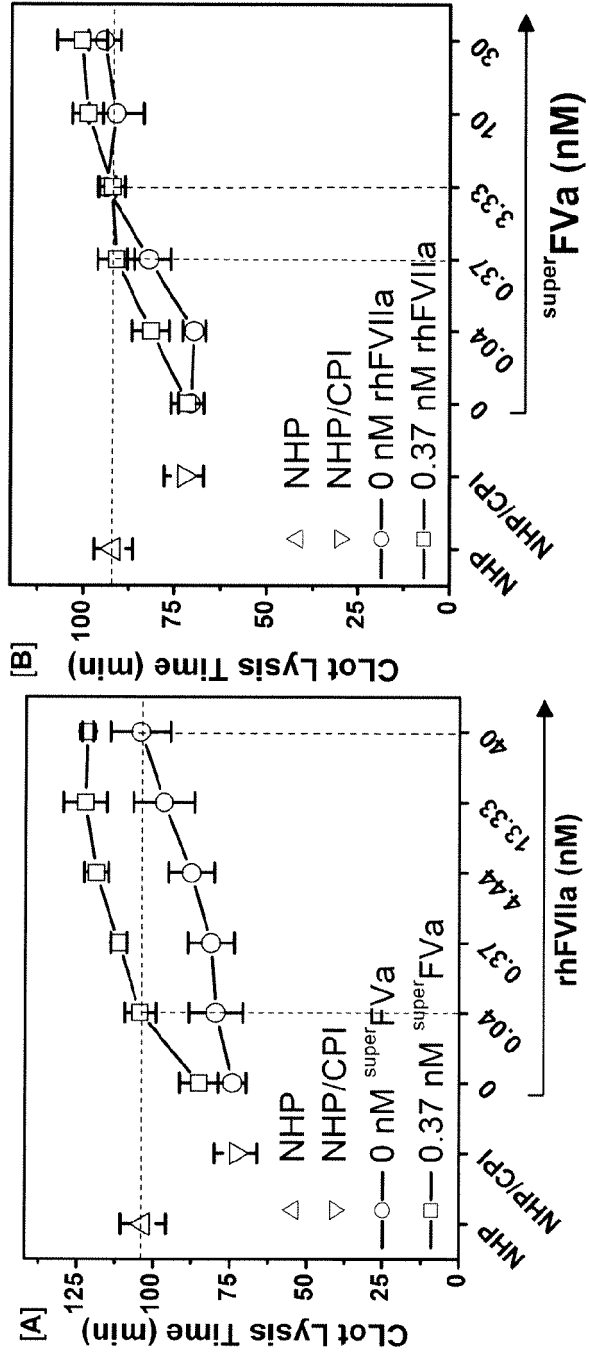 [A]
CLot Lysis Time (min)
125
100
75
50
25
0
NHP
NHP/CPI
0 nM superFVa
0.37 nM superFVa
NHP
NHP/CPI
0
0.04
0.37
4.44
13.33
40
rhFVIIa (nM)
[B]
CLot Lysis Time (min)
100
75
50
25
0
NHP
NHP/CPI
0 nM rhFVIIa
0.37 nM rhFVIIa
NHP
NHP/CPI
0
0.04
0.37
3.33
10
30
superFVa (nM)